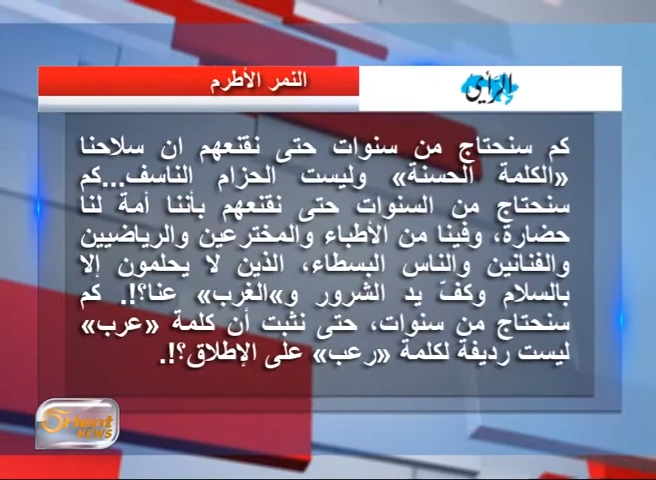 النمر الأطرم
الرأي
كم سنحتاج من سنوات حتى نقنعهم ان سلاحنا
«الكلمة الحسنة» وليست الحزام الناسف...كم
سنحتاج من السنوات حتى نقنعهم بأننا أمة لنا
حضارة، وفينا من الأطباء والمخترعين والرياضيين
والفنانين والناس البسطاء، الذين لا يحلمون إلا
بالسلام وكفّ يد الشرور و»الغرب» عنا؟!. كم
سنحتاج من سنوات، حتى نثبت أن كلمة «عرب»
ليست رديفة لكلمة «رعب» على الإطلاق؟!.
Orient
NEWS